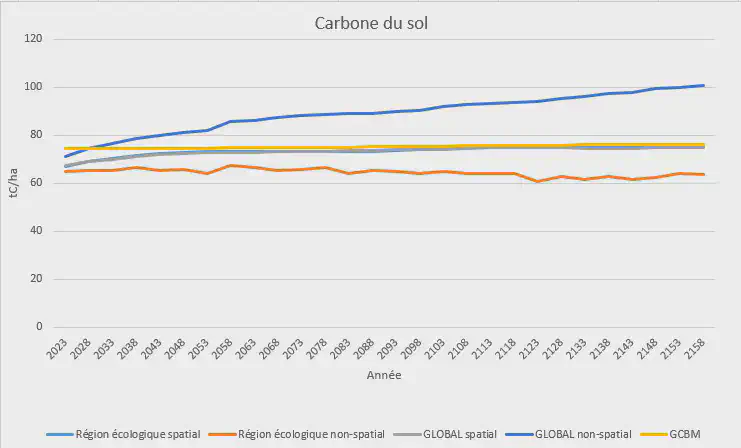 Carbone du sol
120
100
80
60
40
20
0
tC/ha
2023 2028 2033 2038 2043 2048 2053 2058 2063 2068 2073 2078 2083 2088 2093 2098 2103 2108 2113 2118 2123 2128 2133 2138 2143 2148 2153 2158
Année
Région écologique spatial Région écologique non-spatial GLOBAL spatial GLOBAL non-spatial GCBM